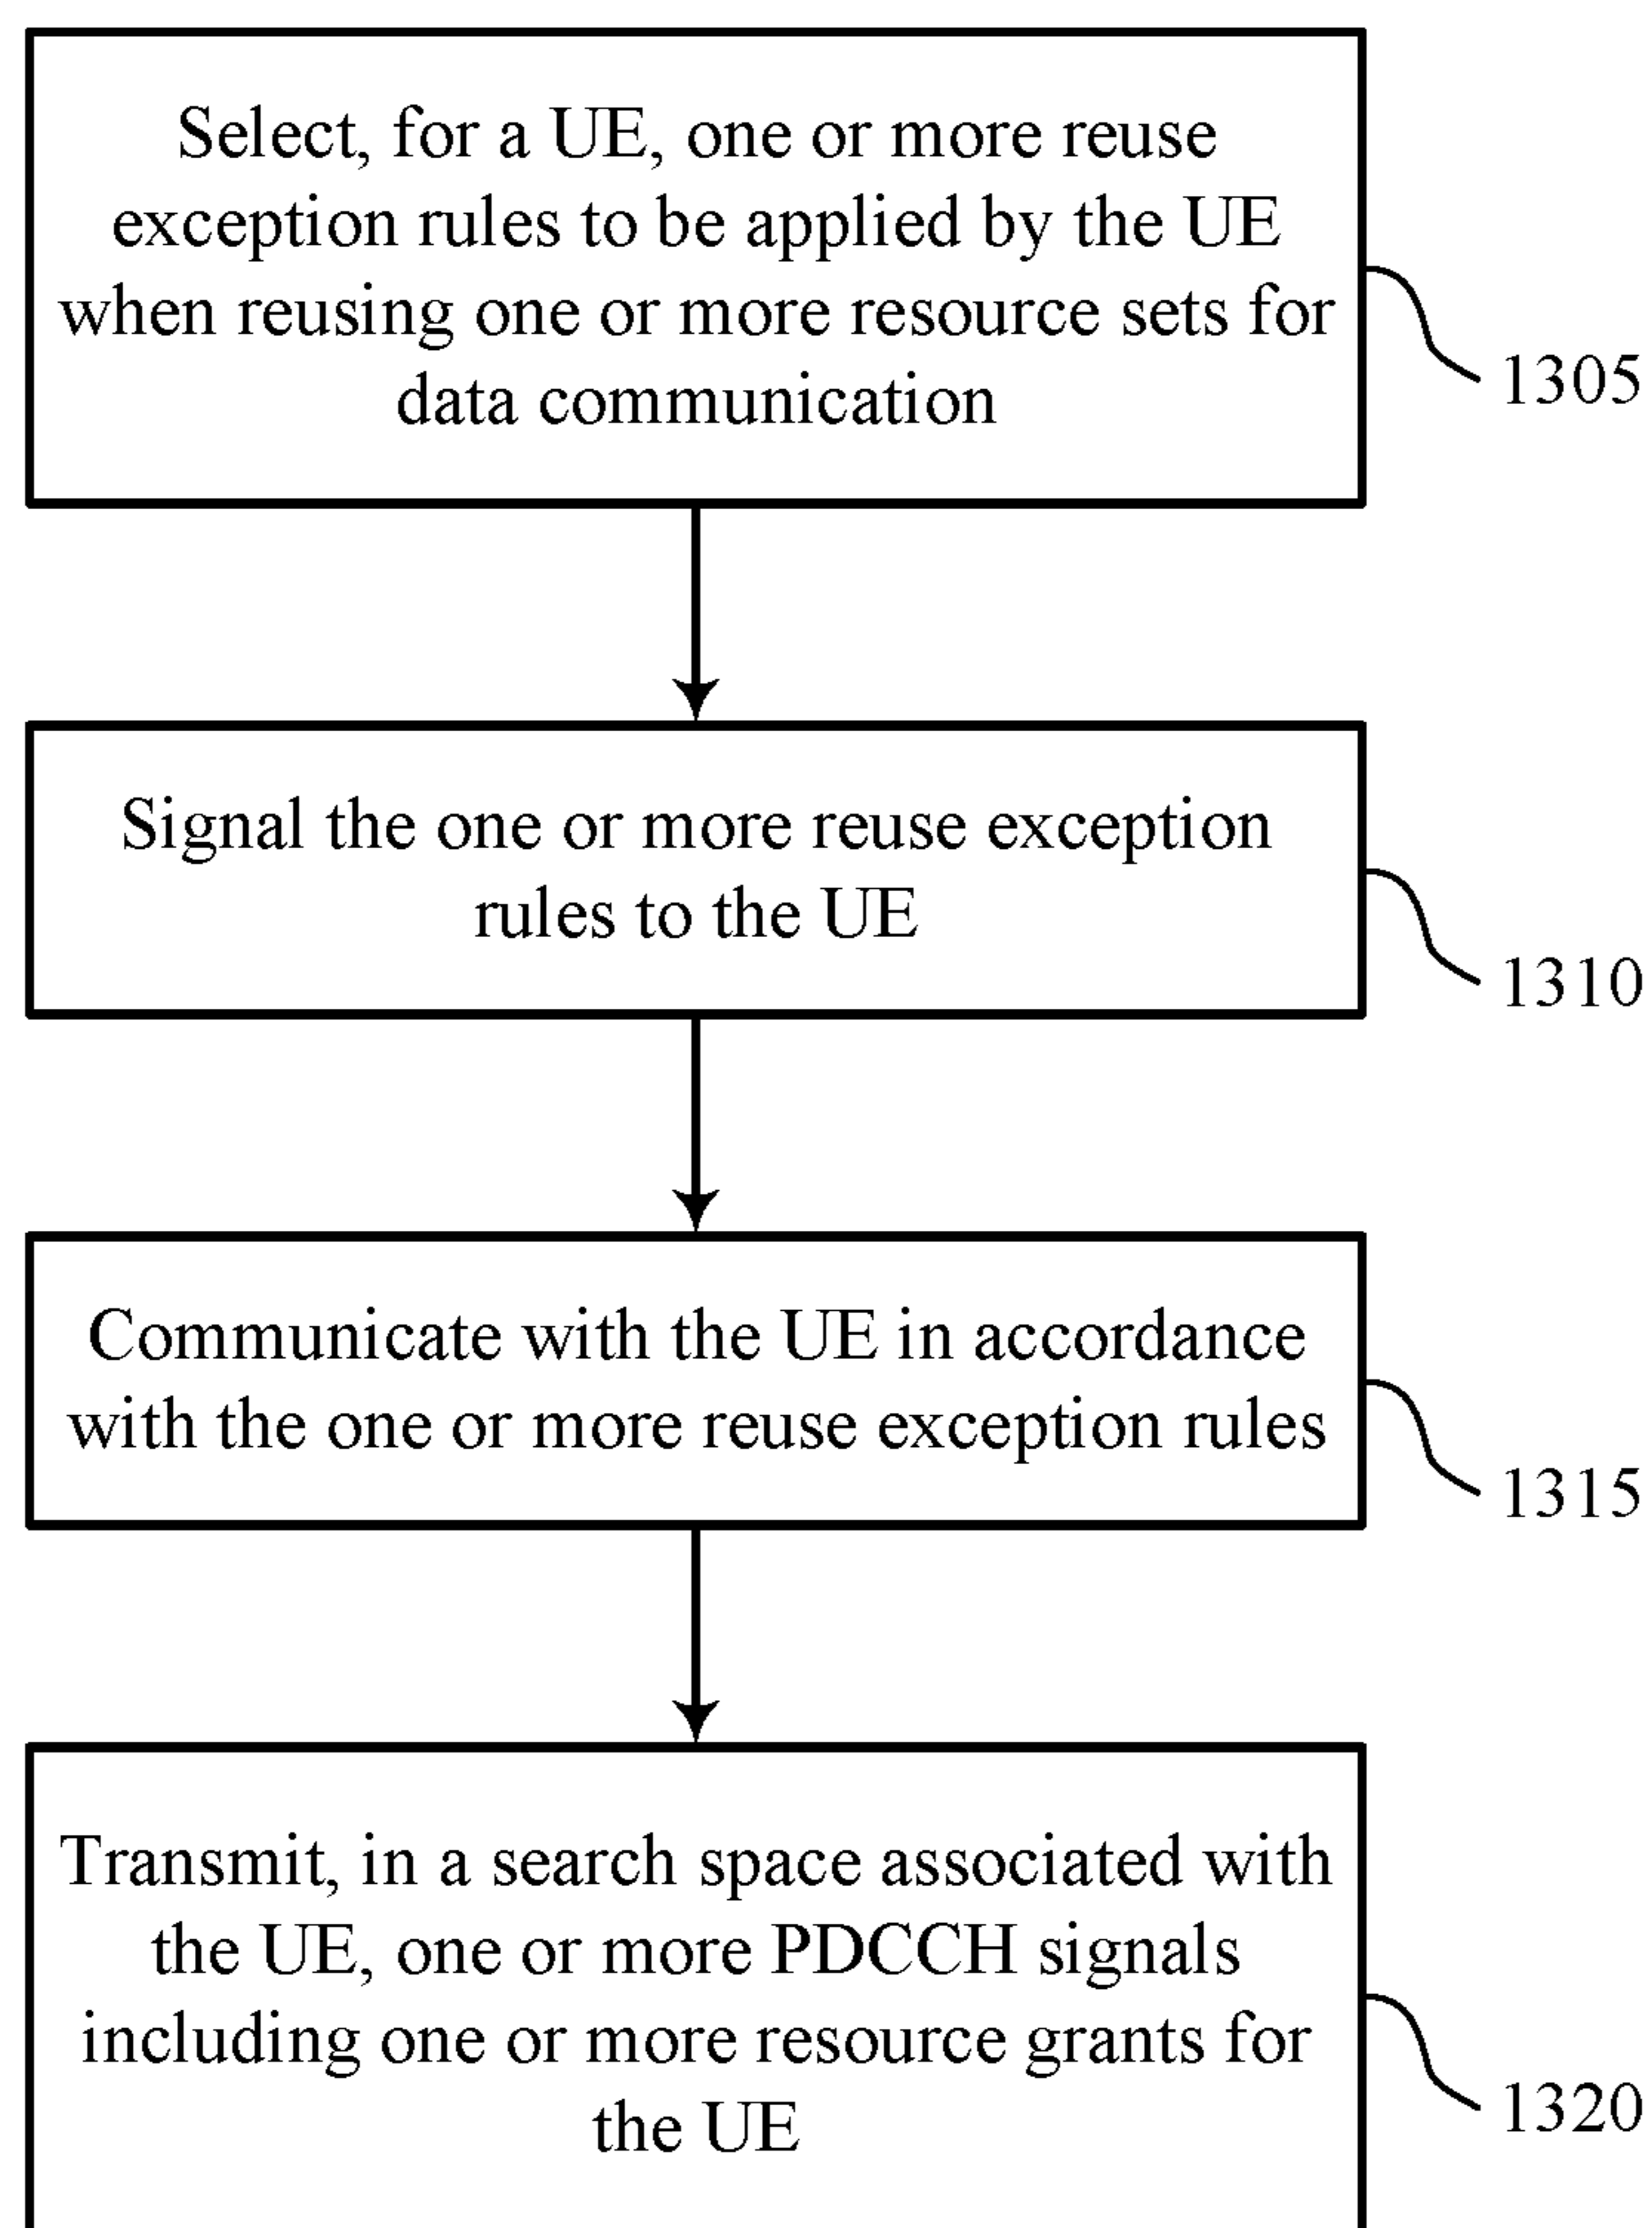 Select, for a UE, one or more reuse
exception rules to be applied by the UE
when reusing one or more resource sets for
data communication
1305
Signal the one or more reuse exception
rules to the UE
1310
Communicate with the UE in accordance
with the one or more reuse exception rules
1315
Transmit, in a search space associated with
the UE, one or more PDCCH signals
including one or more resource grants for
the UE
1320